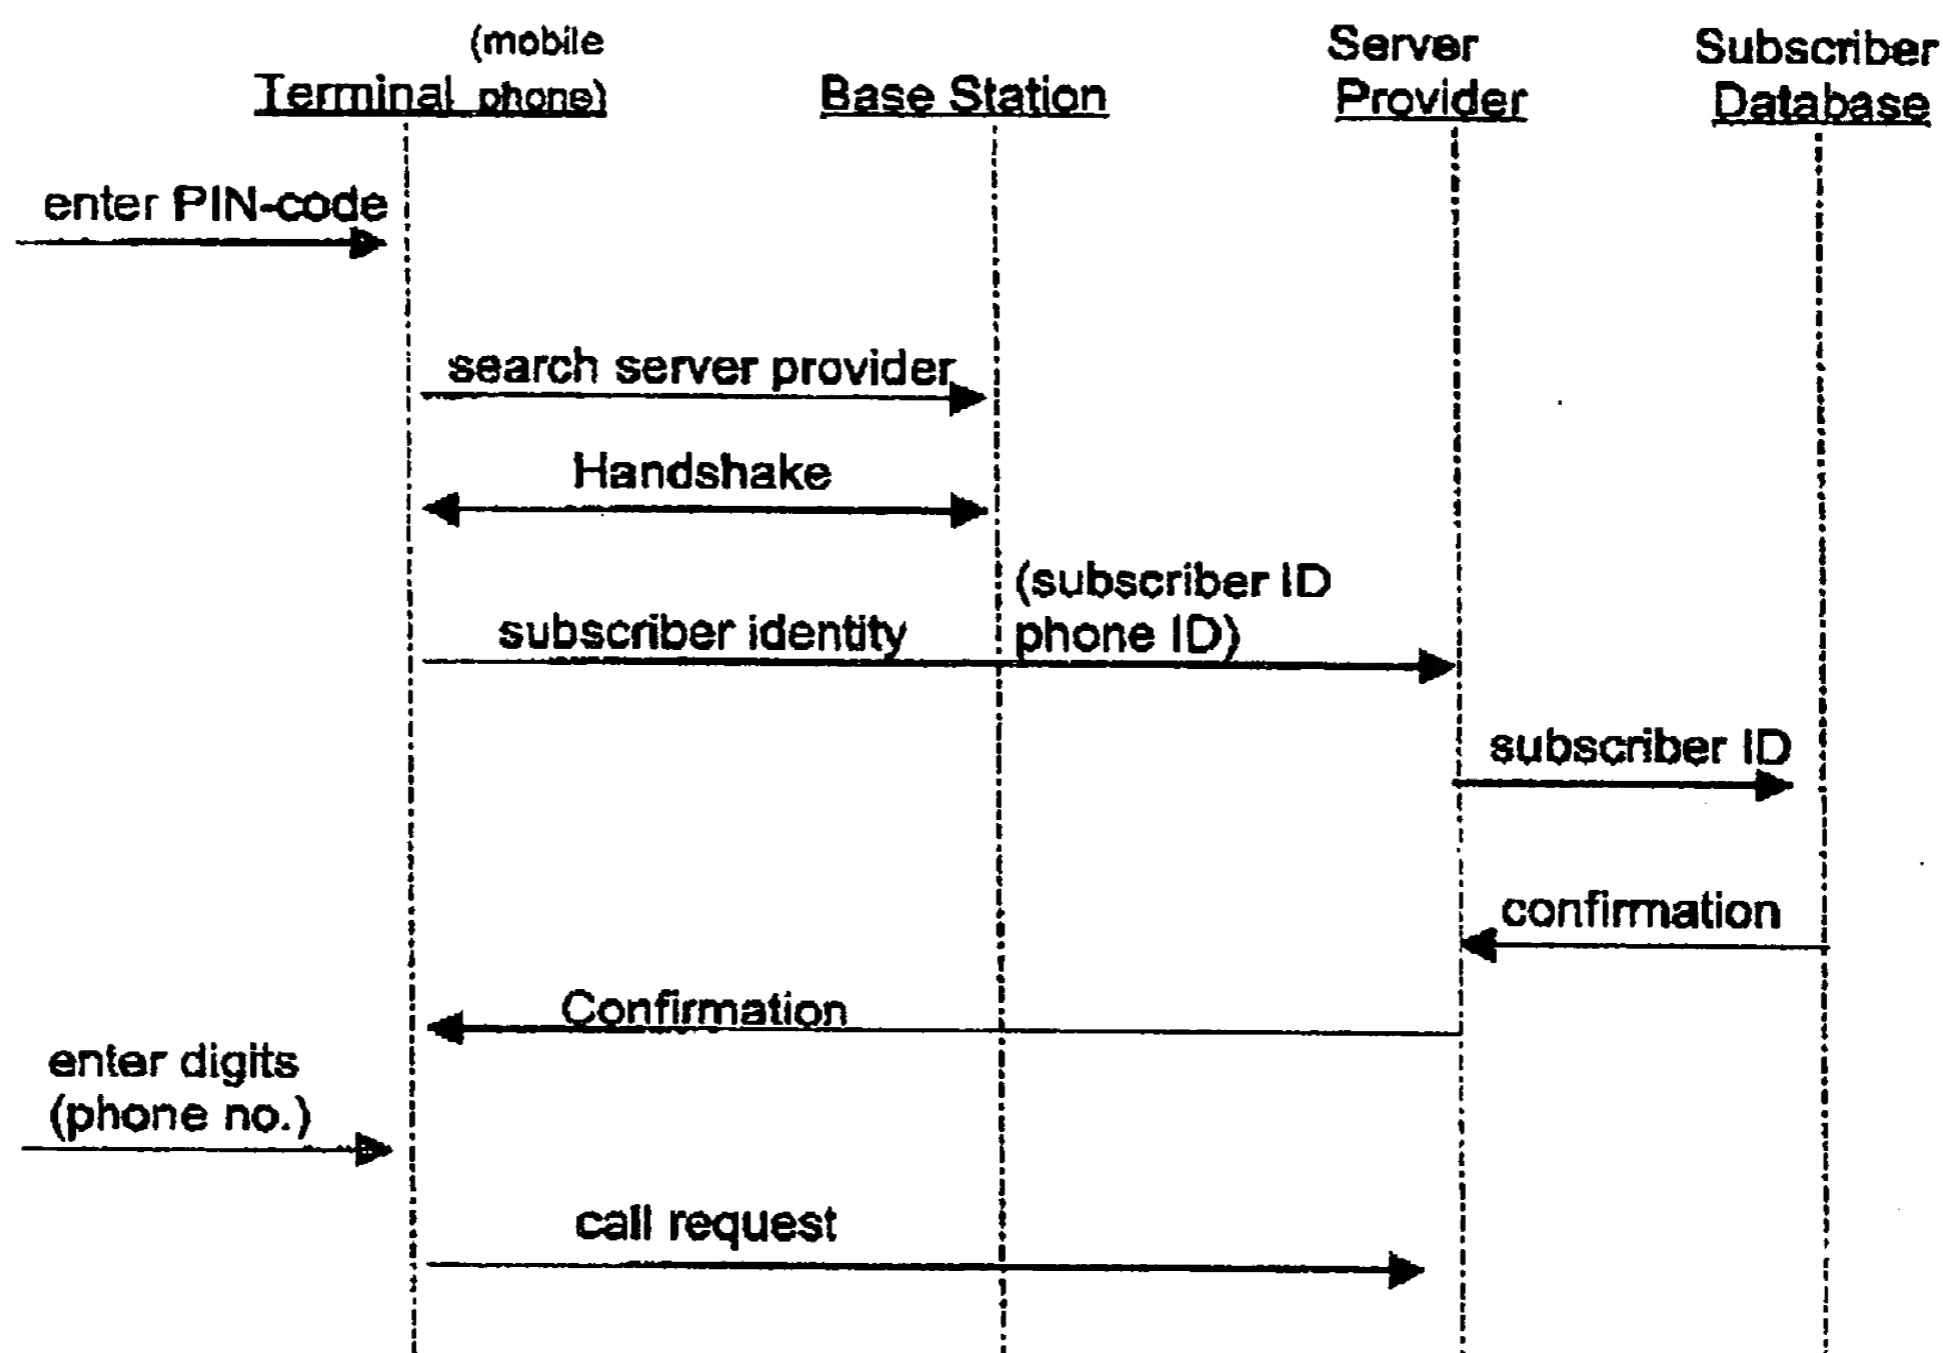 (mobile
Terminal phone)
Base Station
Server
Provider
Subscriber
Database
enter PIN-code
search server provider
Handshake
(subscriber ID
subscriber identity
phone ID)
subscriber ID
confirmation
Confirmation
enter digits
(phone no.)
call request